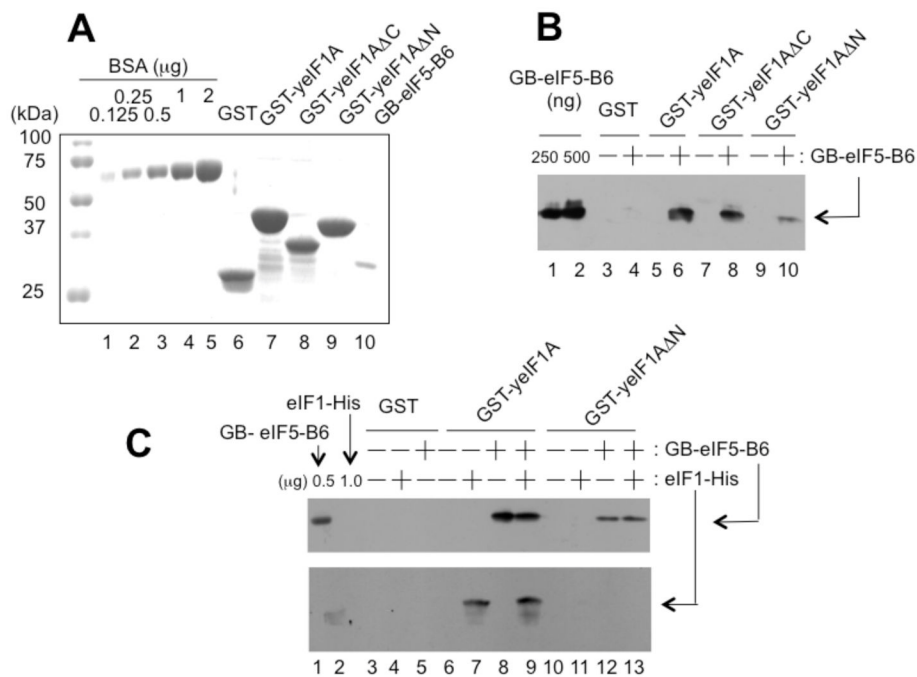 A
BSA (µg)
0.25 1 2
0.125 0.5
GST
GST-yeIF1A
GST-yeIF1AΔC
GST-yeIF1AΔN
GB-eIF5-B6
(kDa)
100
75
50
37
25
1 2 3 4 5 6 7 8 9 10
B
GB-eIF5-B6
(ng)
GST
GST-yeIF1A
GST-yeIF1AΔC
GST-yeIF1AΔN
250 500 — + — + — + — + : GB-eIF5-B6
1 2 3 4 5 6 7 8 9 10
C
eIF1-His
GB- eIF5-B6
GST
GST-yeIF1A
GST-yeIF1AΔN
— — + — — + + — — + + : GB-eIF5-B6
(µg) 0.5 1.0 — + — — + — + — + — + : eIF1-His
1 2 3 4 5 6 7 8 9 10 11 12 13